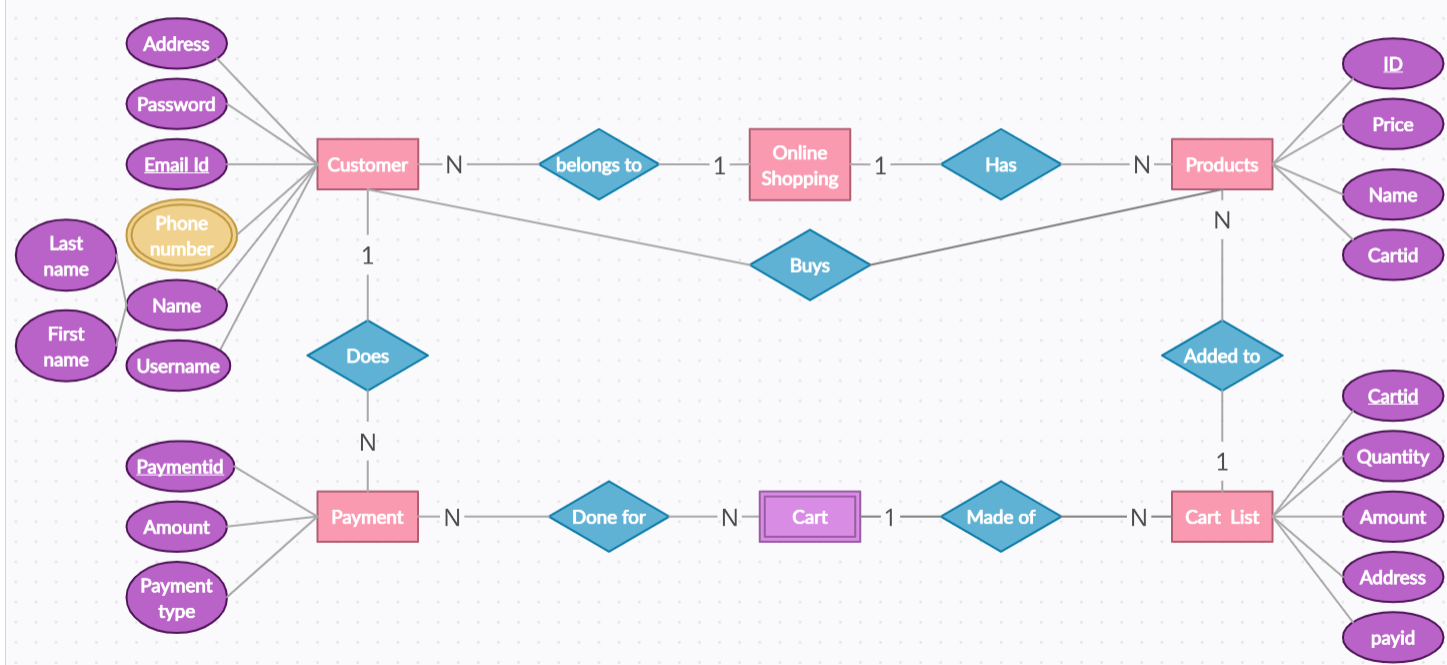 Address
Password
Email Id
Phone
number
Last
name
First
name
Name
Username
Customer
N
belongs to
1
Online
Shopping
1
Has
N
Products
ID
Price
Name
Cartid
Buys
1
Does
N
N
Added to
1
Paymentid
Amount
Payment
type
Payment
N
Done for
N
Cart
1
Made of
N
Cart List
Cartid
Quantity
Amount
Address
payid